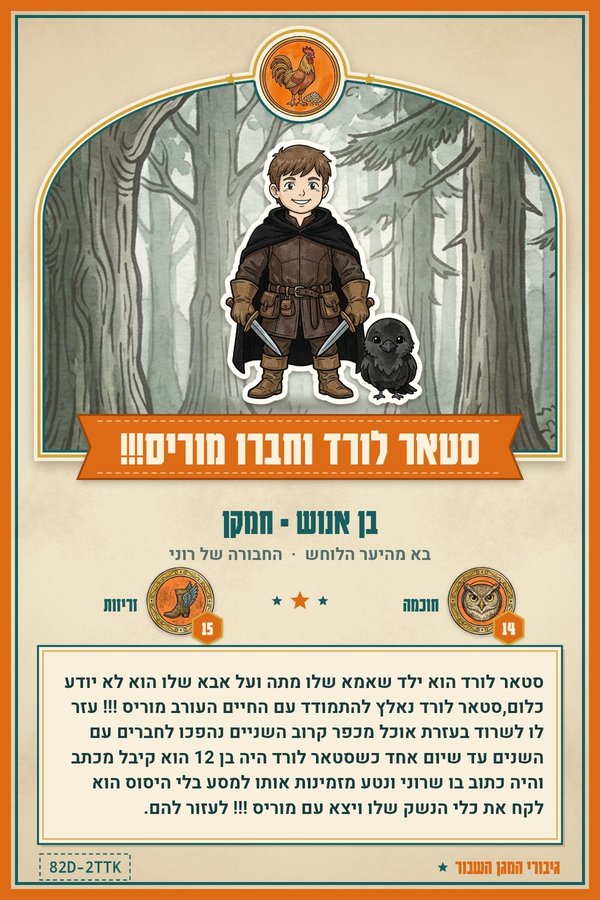 סטאר לורד וחברו מוריס!!!
בן אנוש - חמקן
בא מהיער הלוחש · החבורה של רוני
חוכמה
14
זריזות
15
סטאר לורד הוא ילד שאמא שלו מתה ועל אבא שלו הוא לא יודע
כלום,סטאר לורד נאלץ להתמודד עם החיים העורב מוריס !!! עזר
לו לשרוד בעזרת אוכל מכפר קרוב השניים נהפכו לחברים עם
השנים עד שיום אחד כשסטאר לורד היה בן 12 הוא קיבל מכתב
והיה כתוב בו שרוני ונטע מזמינות אותו למסע בלי היסוס הוא
לקח את כלי הנשק שלו ויצא עם מוריס !!! לעזור להם.
גיבורי המגן השבור
82D-2TTK